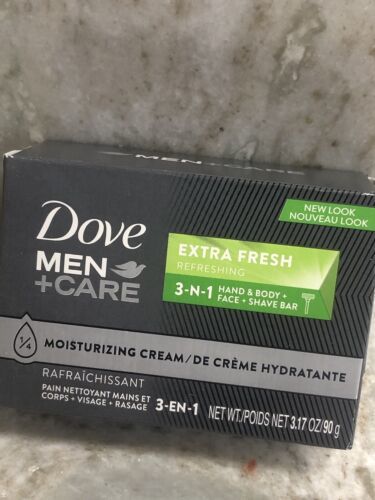 MEN+CARE
NEW LOOK
NOUVEAU LOOK
Dove
MEN
+CARE
EXTRA FRESH
REFRESHING
3-N-1 HAND & BODY +
FACE + SHAVE BAR
1/4 MOISTURIZING CREAM/DE CRÈME HYDRATANTE
RAFRAÎCHISSANT
PAIN NETTOYANT MAINS ET
CORPS + VISAGE + RASAGE 3-EN-1
NET WT./POIDS NET 3.17 OZ/90 g